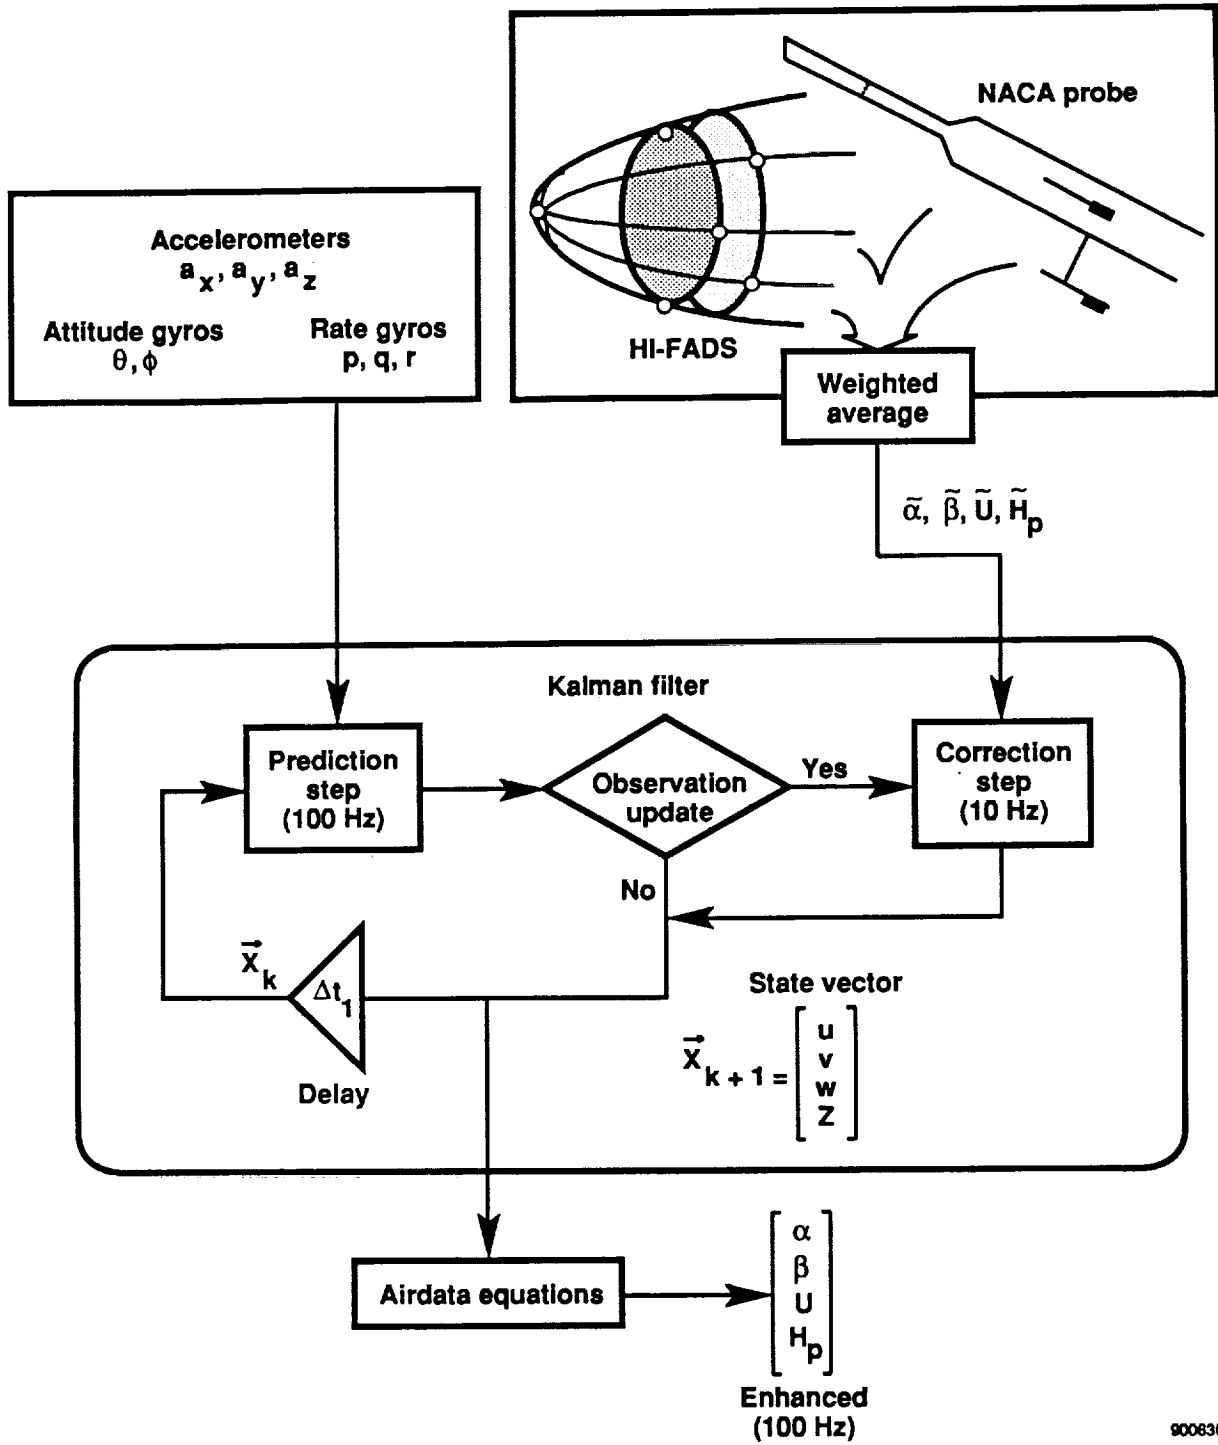 NACA probe
HI-FADS
Weighted
average
Accelerometers
a_x, a_y, a_z
Attitude gyros
θ, ϕ
Rate gyros
p, q, r
α̃, β̃, Ũ, H̃_p
Kalman filter
Prediction
step
(100 Hz)
Observation
update
Yes
Correction
step
(10 Hz)
No
X⃗_k
Δt_1
Delay
State vector
X⃗_{k + 1} =
u
v
w
Z
Airdata equations
α
β
U
H_p
Enhanced
(100 Hz)